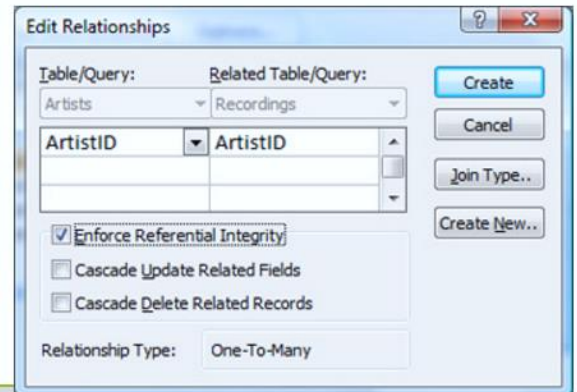 Edit Relationships
Table/Query: Related Table/Query:
Artists Recordings
ArtistID ArtistID
Enforce Referential Integrity
Cascade Update Related Fields
Cascade Delete Related Records
Relationship Type: One-To-Many
Create
Cancel
Join Type..
Create New..